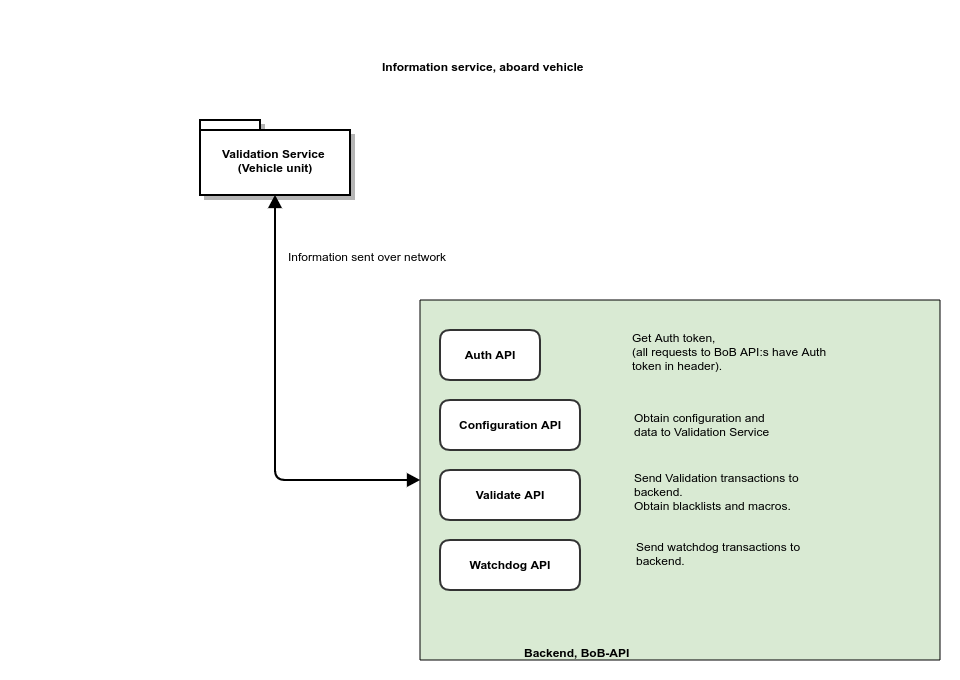 Information service, aboard vehicle
Validation Service
(Vehicle unit)
Information sent over network
Auth API
Get Auth token,
(all requests to BoB API:s have Auth
token in header).
Configuration API
Obtain configuration and
data to Validation Service
Validate API
Send Validation transactions to
backend.
Obtain blacklists and macros.
Watchdog API
Send watchdog transactions to
backend.
Backend, BoB-API